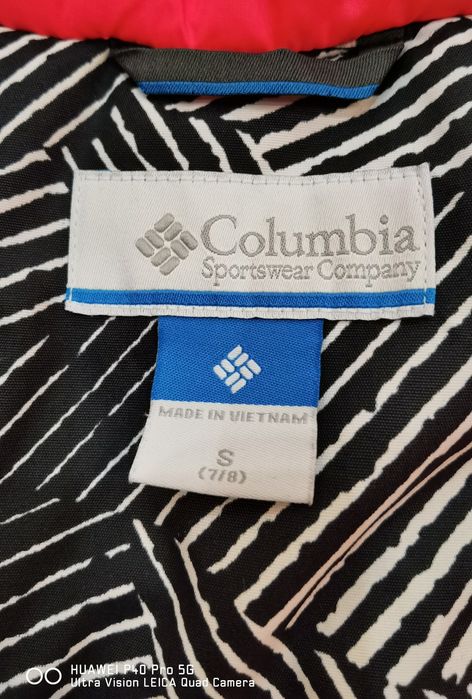 Columbia
Sportswear Company
MADE IN VIETNAM
S
(7/8)
HUAWEI P40 Pro 5G
Ultra Vision LEICA Quad Camera